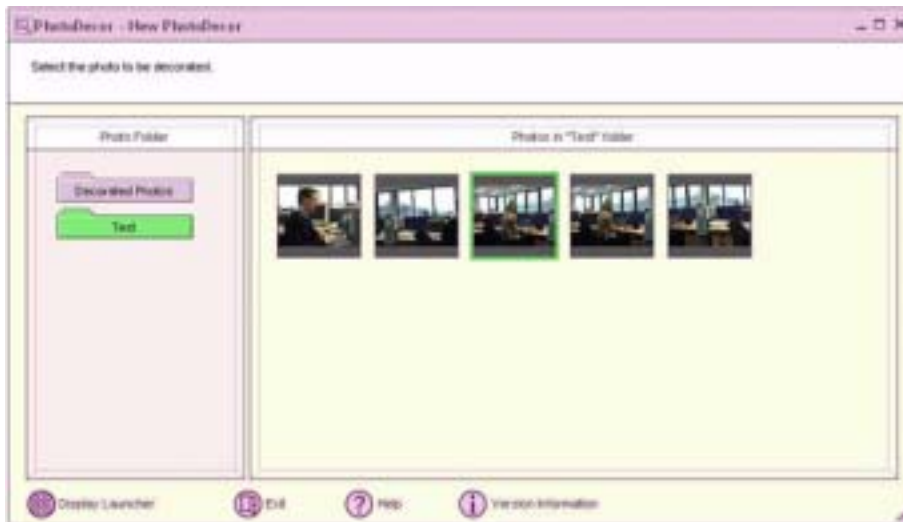 PhotoDecor - New PhotoDecor
Select the photo to be decorated.
Photo Folder
Photos in "Test" folder
Decorated Photos
Test
Display Launcher
Exit
Help
Version Information